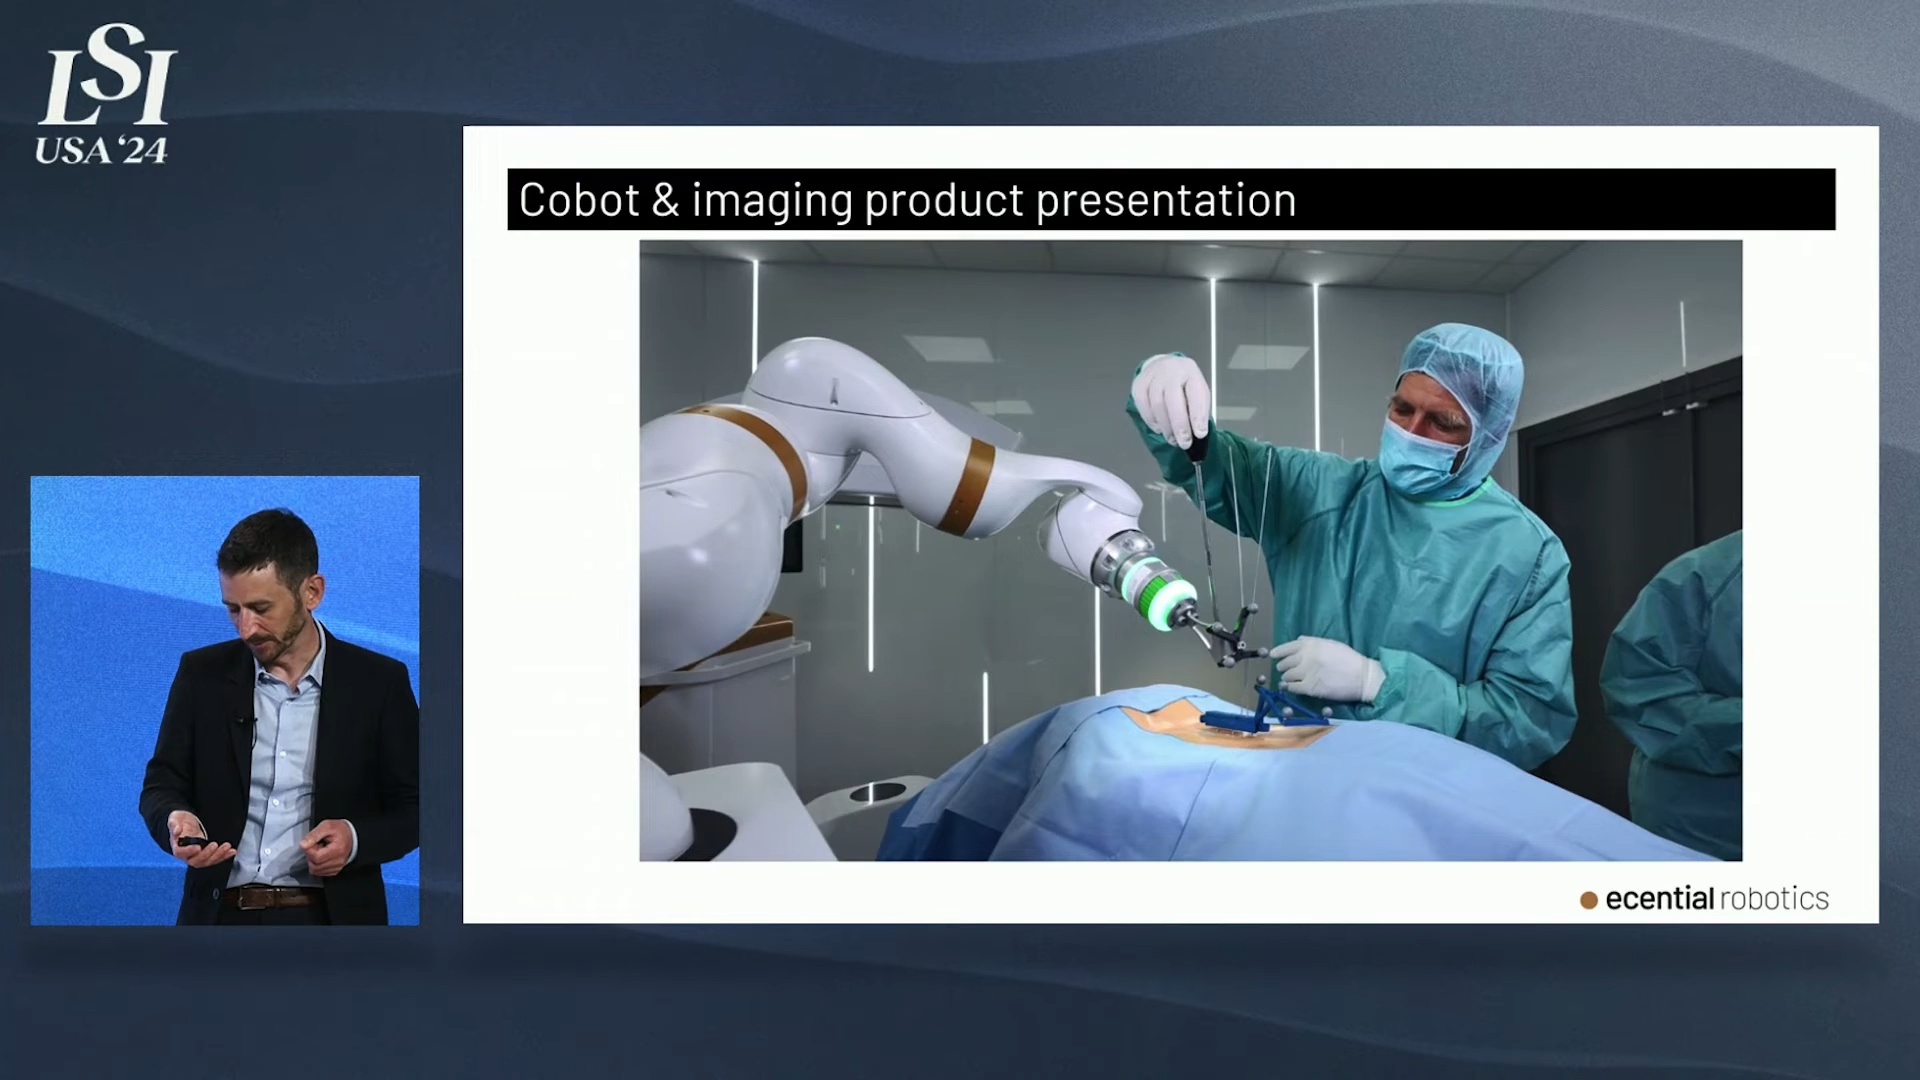 LSI
USA '24
Cobot & imaging product presentation
ecential robotics